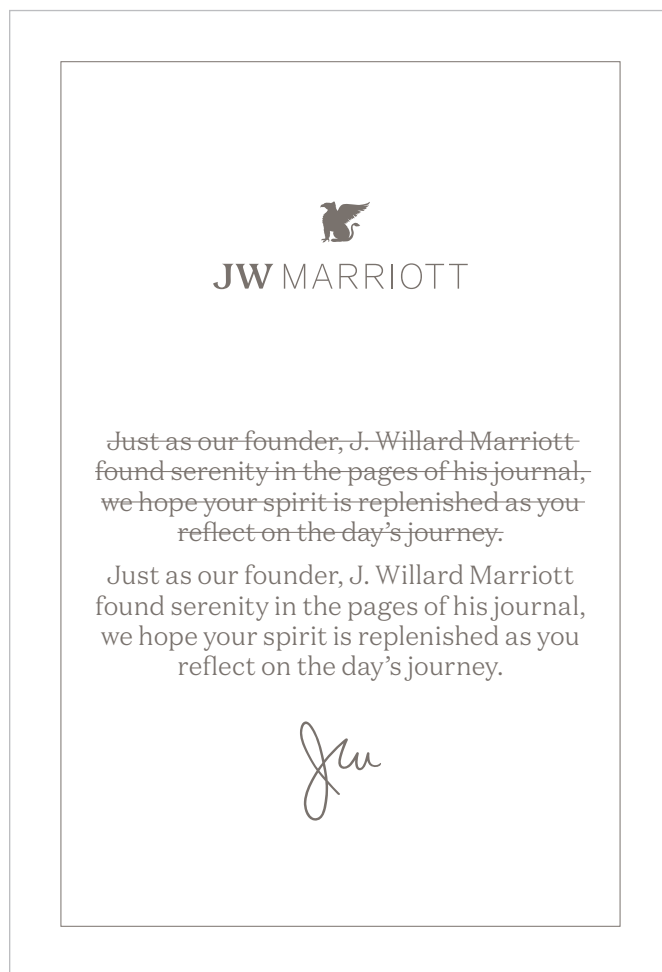 JW MARRIOTT
Just as our founder, J. Willard Marriott
found serenity in the pages of his journal,
we hope your spirit is replenished as you
reflect on the day’s journey.
Just as our founder, J. Willard Marriott
found serenity in the pages of his journal,
we hope your spirit is replenished as you
reflect on the day’s journey.
JW